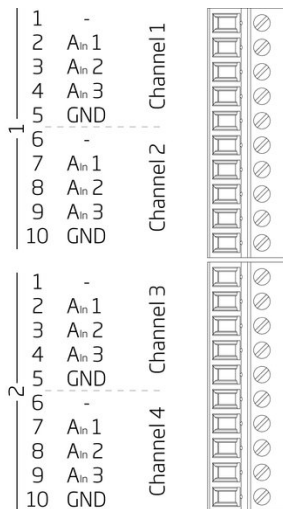 1
1 -
2 AIn 1
3 AIn 2
4 AIn 3
5 GND
Channel 1
6 -
7 AIn 1
8 AIn 2
9 AIn 3
10 GND
Channel 2
2
1 -
2 AIn 1
3 AIn 2
4 AIn 3
5 GND
Channel 3
6 -
7 AIn 1
8 AIn 2
9 AIn 3
10 GND
Channel 4